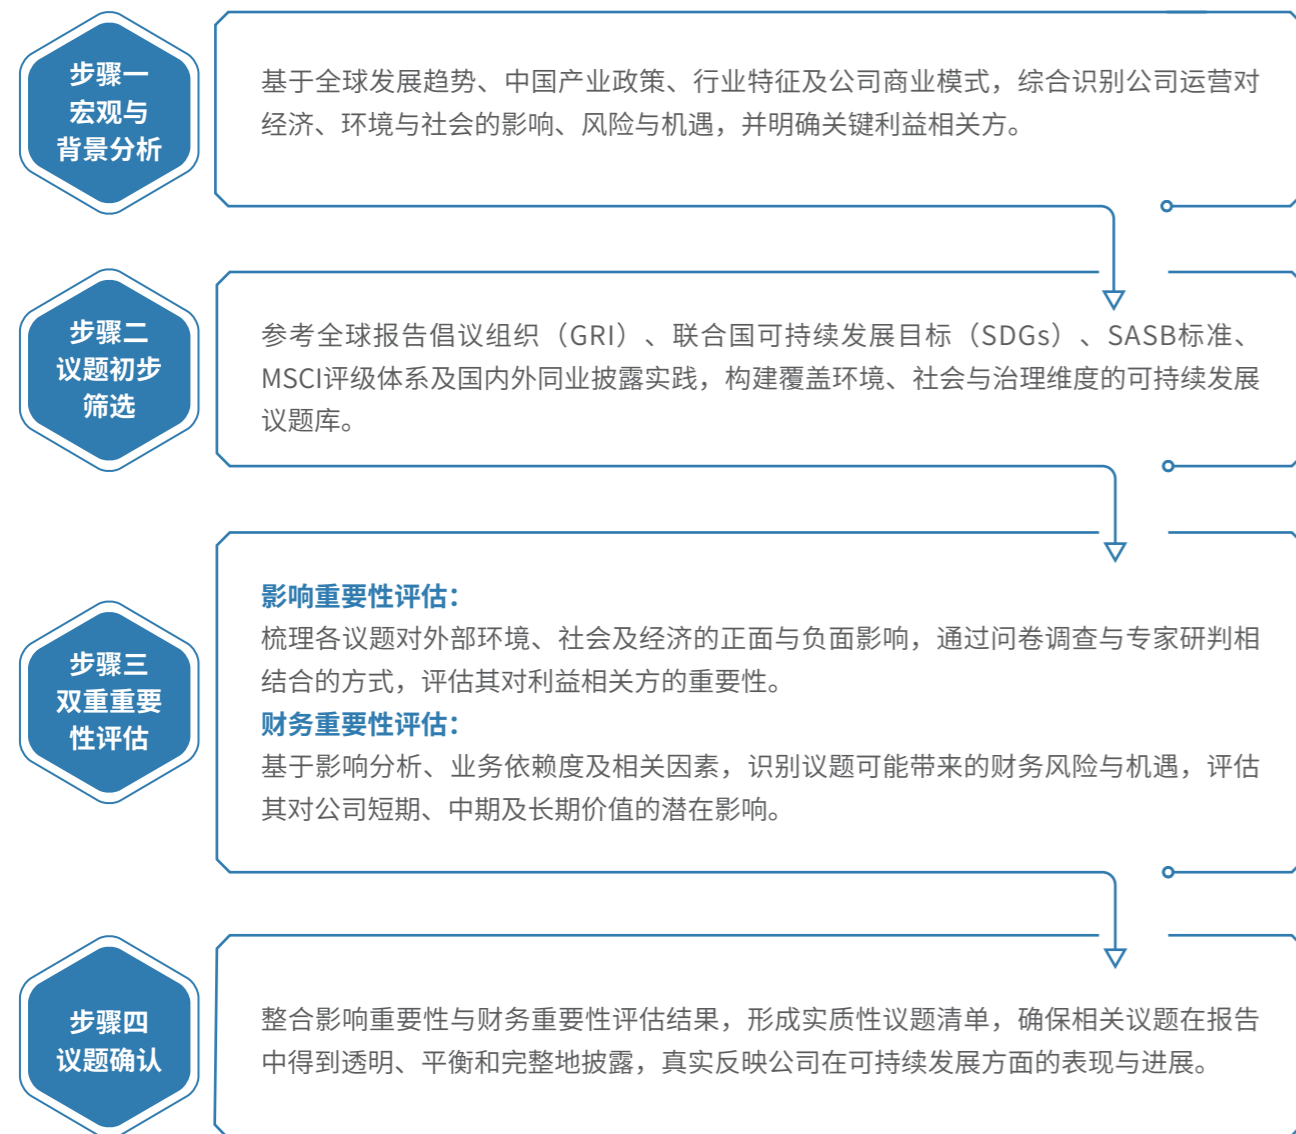 步骤一
宏观与
背景分析
基于全球发展趋势、中国产业政策、行业特征及公司商业模式，综合识别公司运营对
经济、环境与社会的影响、风险与机遇，并明确关键利益相关方。
步骤二
议题初步
筛选
参考全球报告倡议组织（GRI）、联合国可持续发展目标（SDGs）、SASB标准、
MSCI评级体系及国内外同业披露实践，构建覆盖环境、社会与治理维度的可持续发展
议题库。
步骤三
双重重要
性评估
影响重要性评估：
梳理各议题对外部环境、社会及经济的正面与负面影响，通过问卷调查与专家研判相
结合的方式，评估其对利益相关方的重要性。
财务重要性评估：
基于影响分析、业务依赖度及相关因素，识别议题可能带来的财务风险与机遇，评估
其对公司短期、中期及长期价值的潜在影响。
步骤四
议题确认
整合影响重要性与财务重要性评估结果，形成实质性议题清单，确保相关议题在报告
中得到透明、平衡和完整地披露，真实反映公司在可持续发展方面的表现与进展。